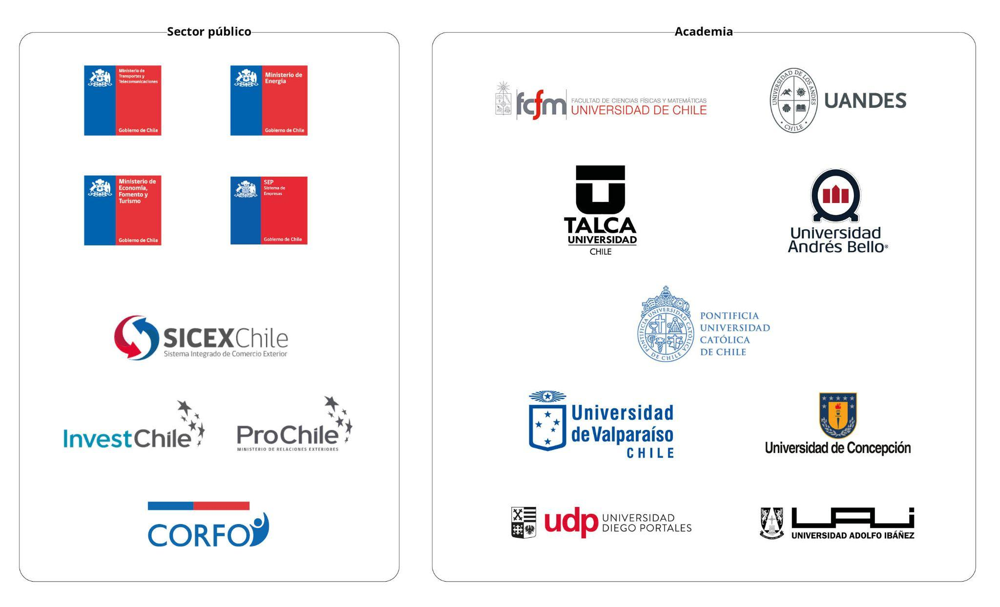 Sector público
Ministerio de
Transportes y
Telecomunicaciones
Gobierno de Chile
Ministerio de
Energía
Gobierno de Chile
Ministerio de
Economía,
Fomento y
Turismo
Gobierno de Chile
SEP
Sistema de
Empresas
Gobierno de Chile
SICEXChile
Sistema Integrado de Comercio Exterior
InvestChile
ProChile
MINISTERIO DE RELACIONES EXTERIORES
CORFO
Academia
fcfm
FACULTAD DE CIENCIAS FÍSICAS Y MATEMÁTICAS
UNIVERSIDAD DE CHILE
UNIVERSIDAD DE LOS ANDES
• CHILE •
UANDES
TALCA
UNIVERSIDAD
CHILE
Universidad
Andrés Bello®
PONTIFICIA UNIVERSIDAD CATÓLICA DE CHILE
PONTIFICIA
UNIVERSIDAD
CATÓLICA
DE CHILE
Universidad
de Valparaíso
CHILE
Universidad de Concepción
udp
UNIVERSIDAD
DIEGO PORTALES
UAI
UNIVERSIDAD ADOLFO IBÁÑEZ